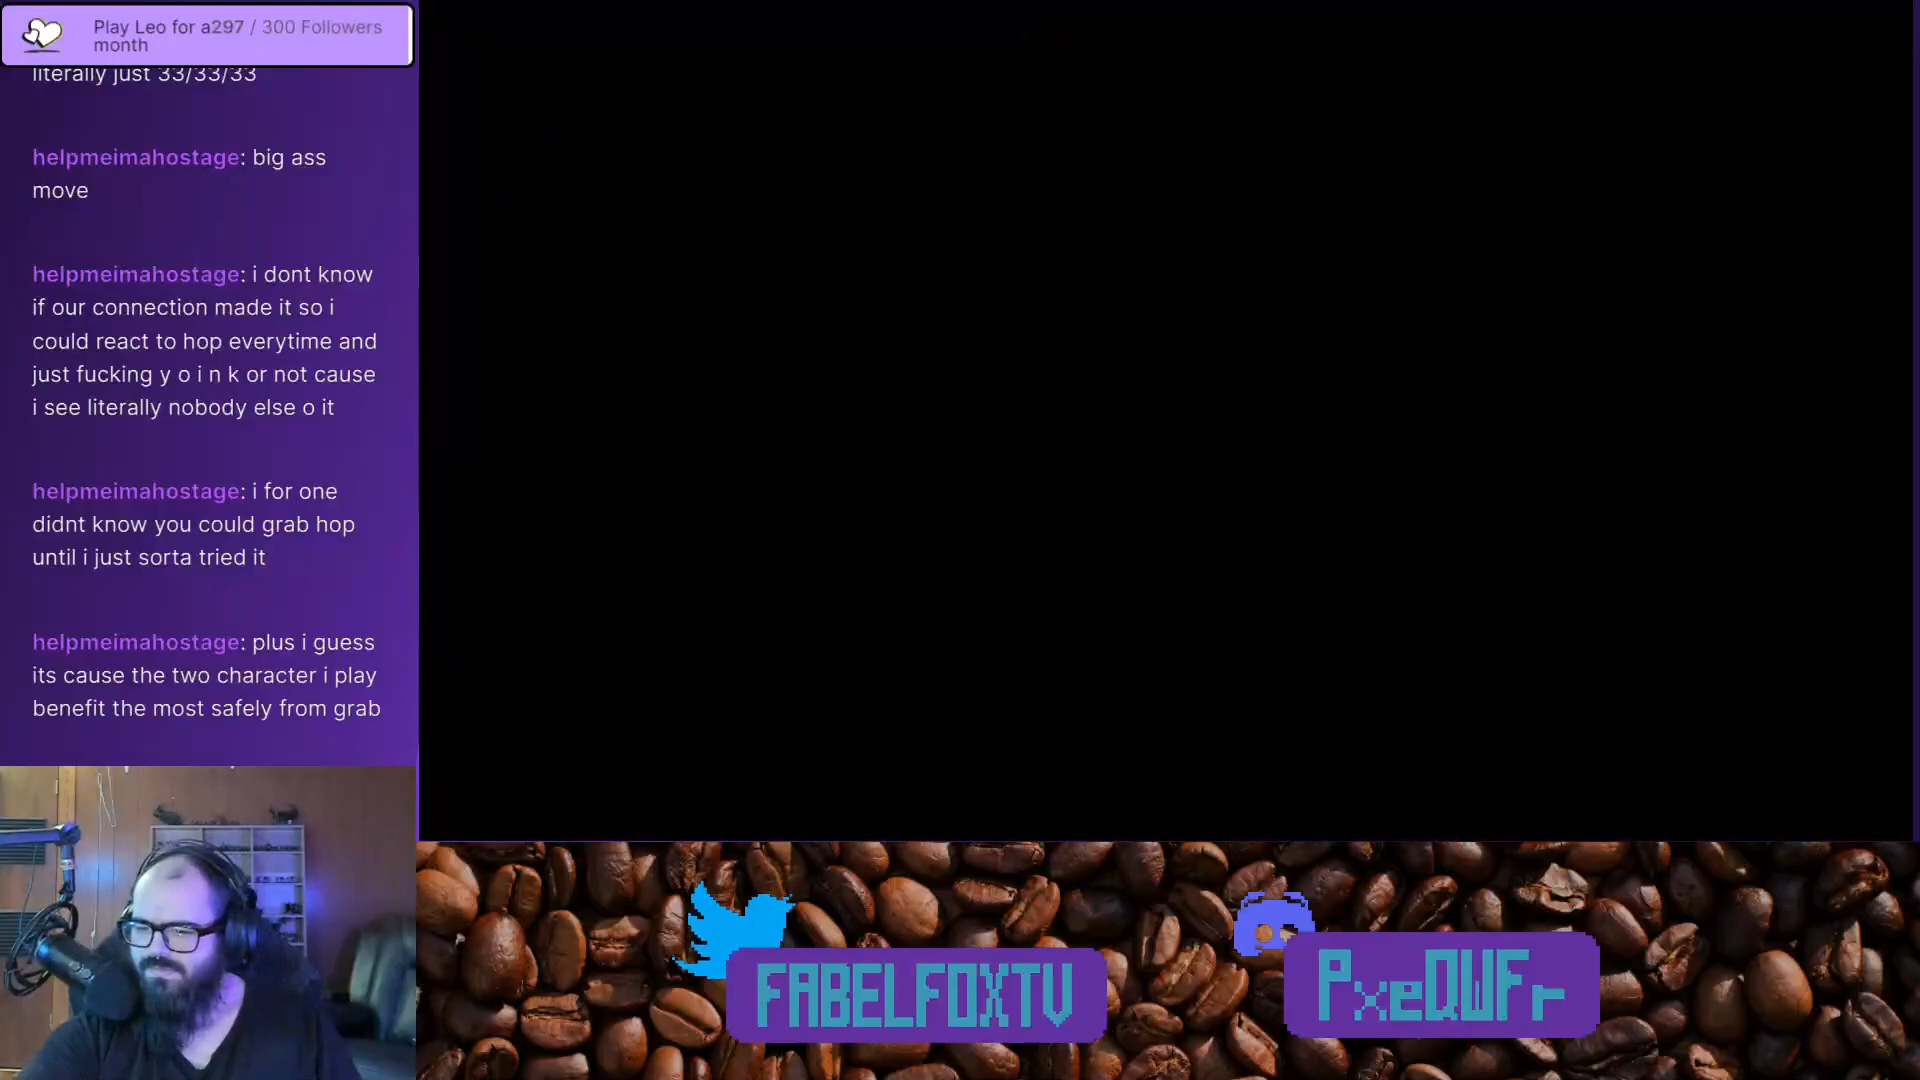 Play Leo for a297 / 300 Followers
month
literally just 33/33/33
helpmeimahostage: big ass
move
helpmeimahostage: i dont know
if our connection made it so i
could react to hop everytime and
just fucking y o i n k or not cause
i see literally nobody else o it
helpmeimahostage: i for one
didnt know you could grab hop
until i just sorta tried it
helpmeimahostage: plus i guess
its cause the two character i play
benefit the most safely from grab
FABELFOXTV
PxeQWFr